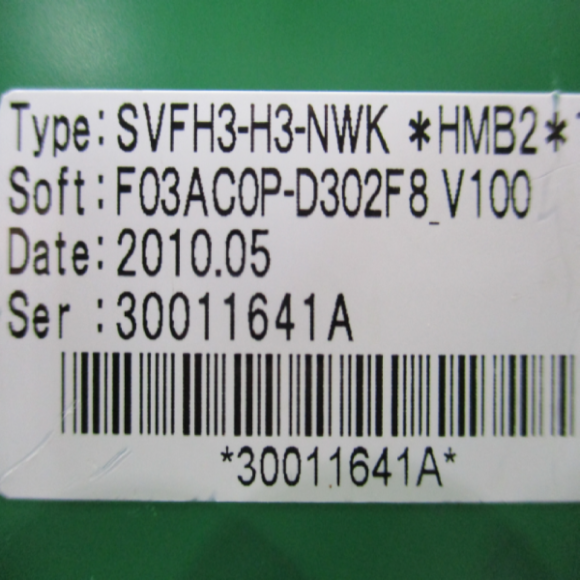 Type: SVFH3-H3-NWK *HMB2*
Soft: F03AC0P-D302F8_V100
Date: 2010.05
Ser : 30011641A
*30011641A*